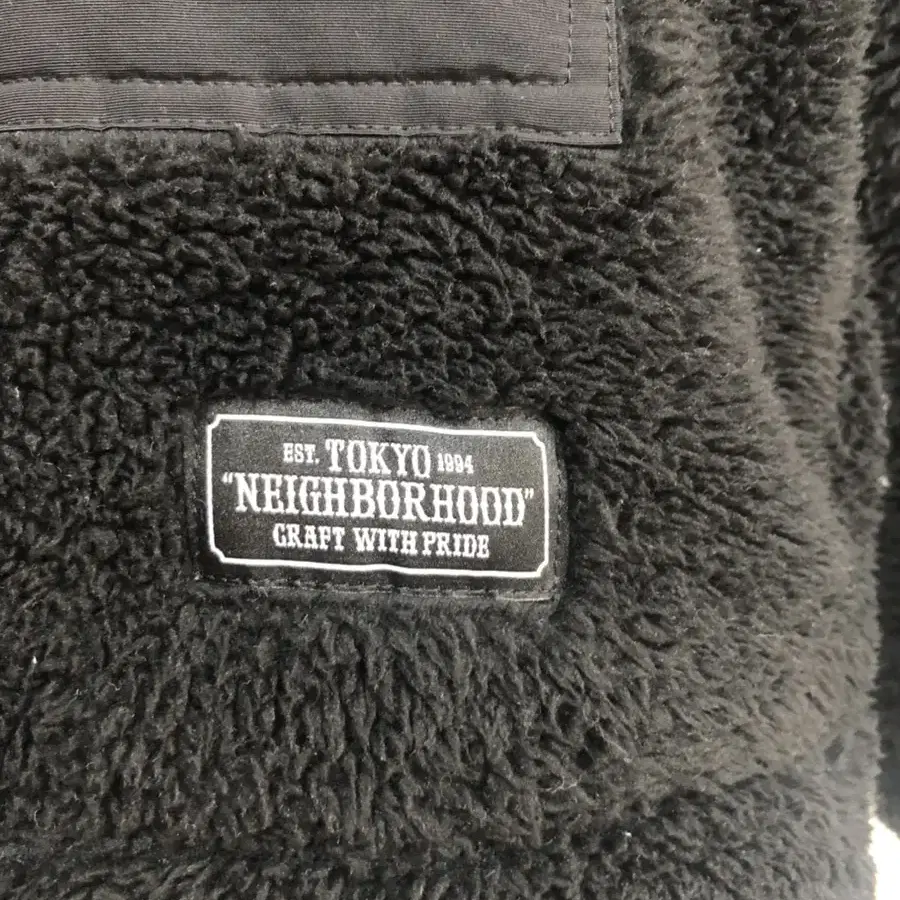 EST. TOKYO 1994
"NEIGHBORHOOD"
CRAFT WITH PRIDE